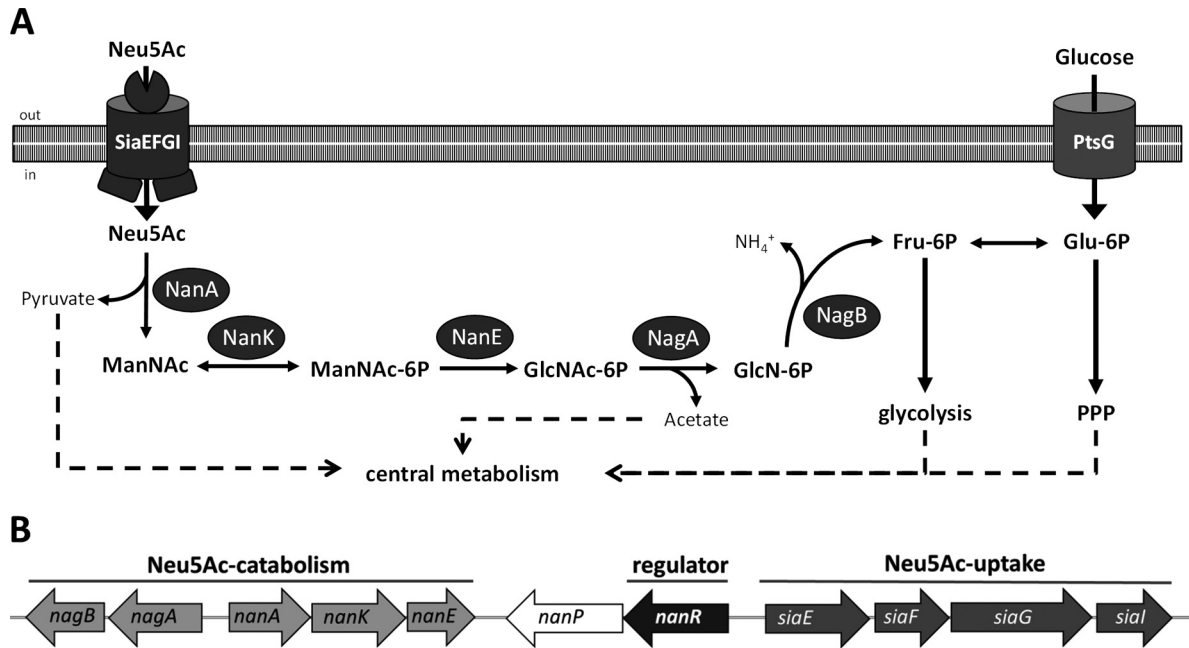 A
Neu5Ac
Glucose
out
SiaEFGI
PtsG
in
Neu5Ac
NH₄⁺
Fru-6P
Glu-6P
Pyruvate
NanA
NagB
NanK
NanE
NagA
ManNAc
ManNAc-6P
GlcNAc-6P
GlcN-6P
Acetate
glycolysis
PPP
central metabolism
B
Neu5Ac-catabolism
regulator
Neu5Ac-uptake
nagB
nagA
nanA
nanK
nanE
nanP
nanR
siaE
siaF
siaG
siaI